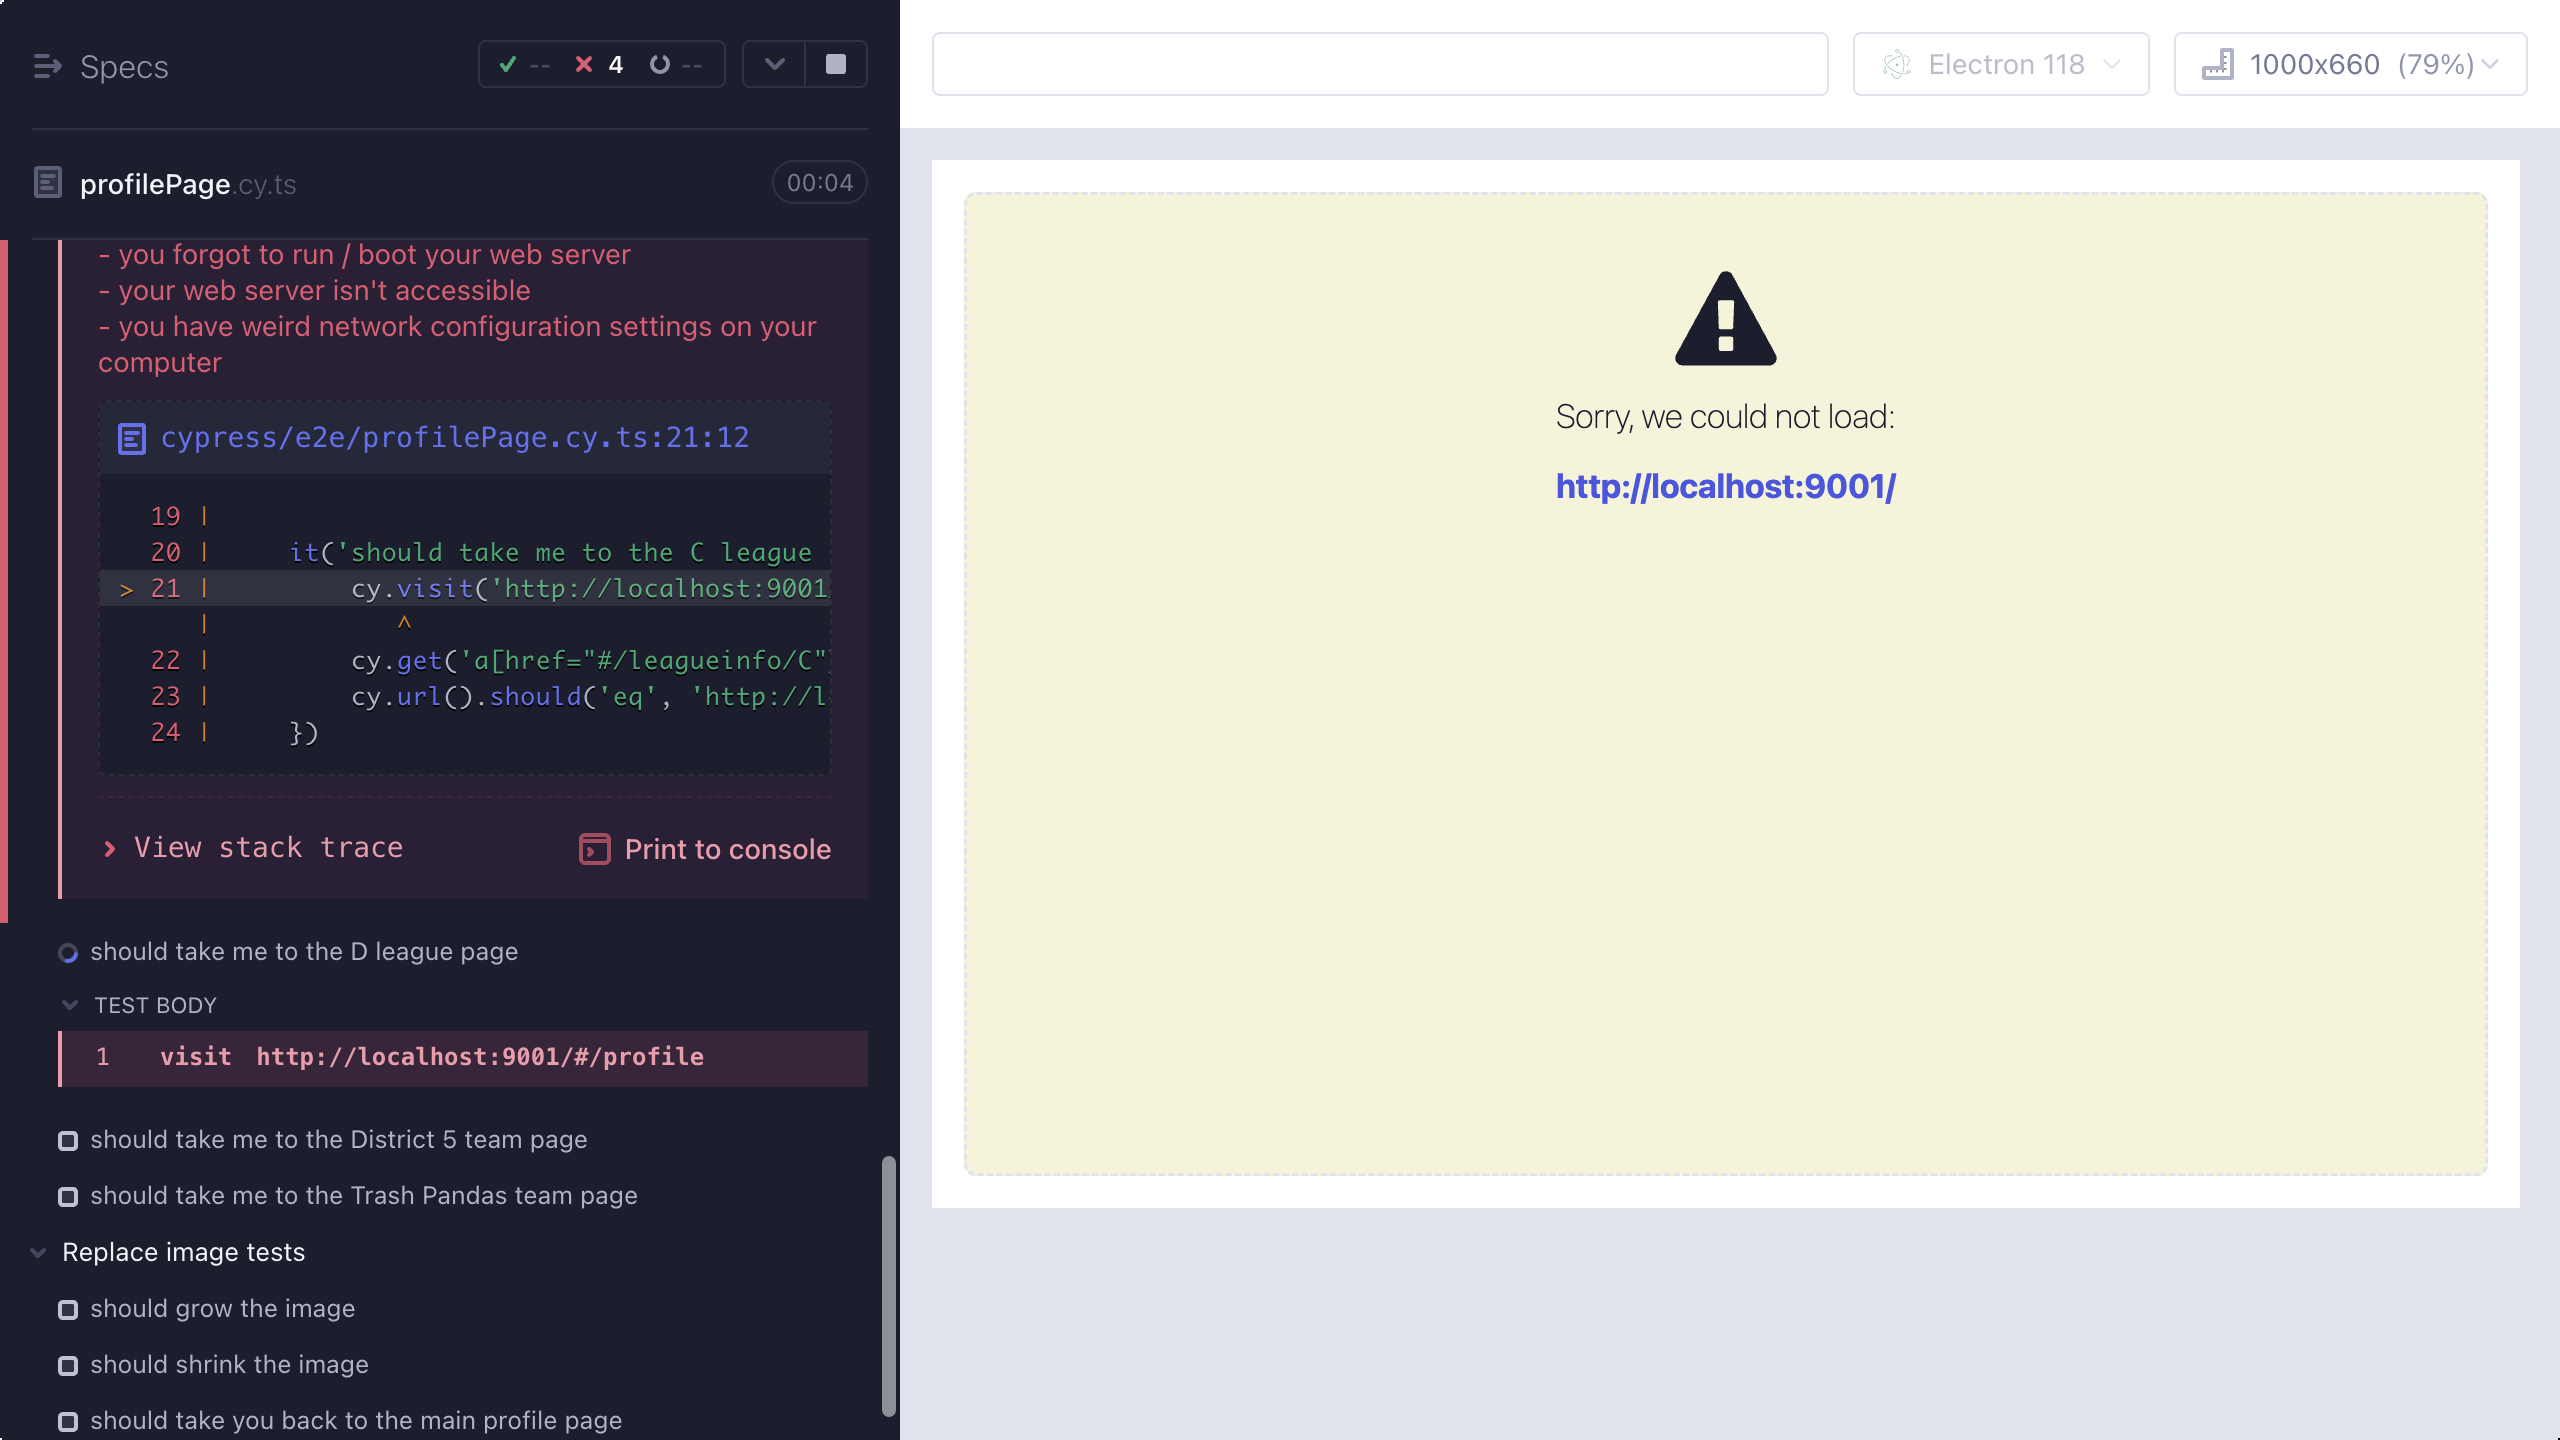 Specs
-- 4 --
profilePage.cy.ts
00:04
- you forgot to run / boot your web server
- your web server isn't accessible
- you have weird network configuration settings on your
computer
cypress/e2e/profilePage.cy.ts:21:12
19 |
20 | it('should take me to the C league
> 21 | cy.visit('http://localhost:9001
| ^
22 | cy.get('a[href="#/leagueinfo/C"
23 | cy.url().should('eq', 'http://l
24 | })
View stack trace
Print to console
should take me to the D league page
TEST BODY
1 visit http://localhost:9001/#/profile
should take me to the District 5 team page
should take me to the Trash Pandas team page
Replace image tests
should grow the image
should shrink the image
should take you back to the main profile page
Electron 118
1000x660 (79%)
Sorry, we could not load:
http://localhost:9001/